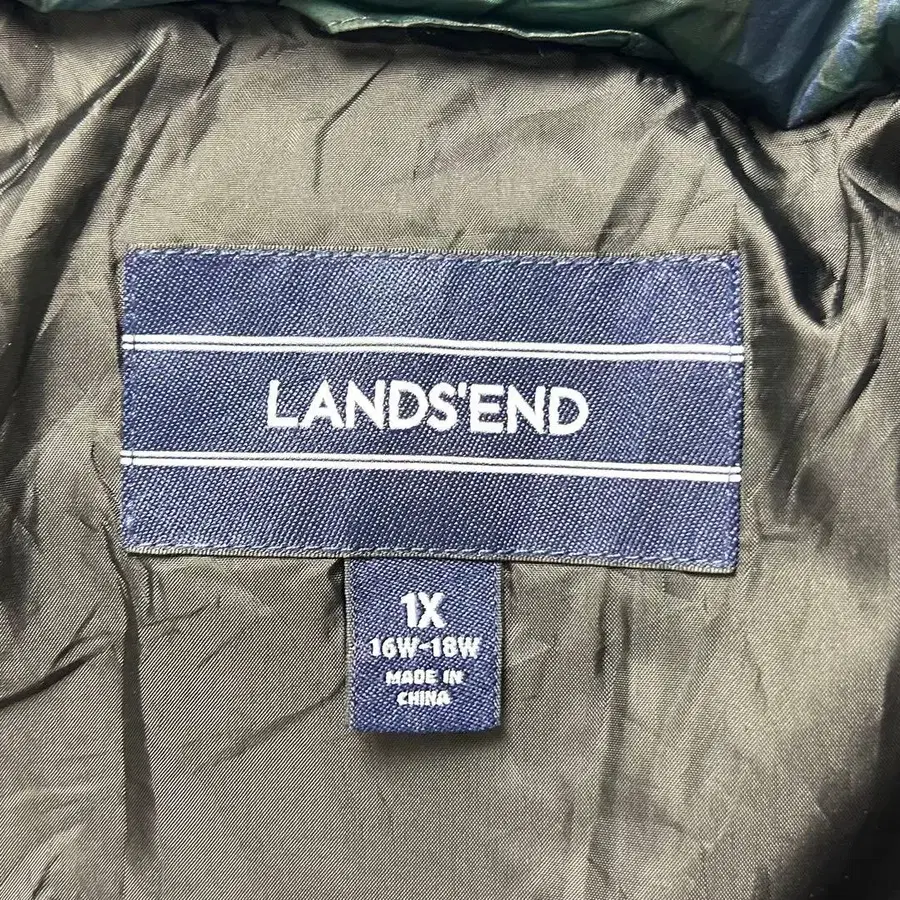 LANDS'END
1X
16W-18W
MADE IN
CHINA